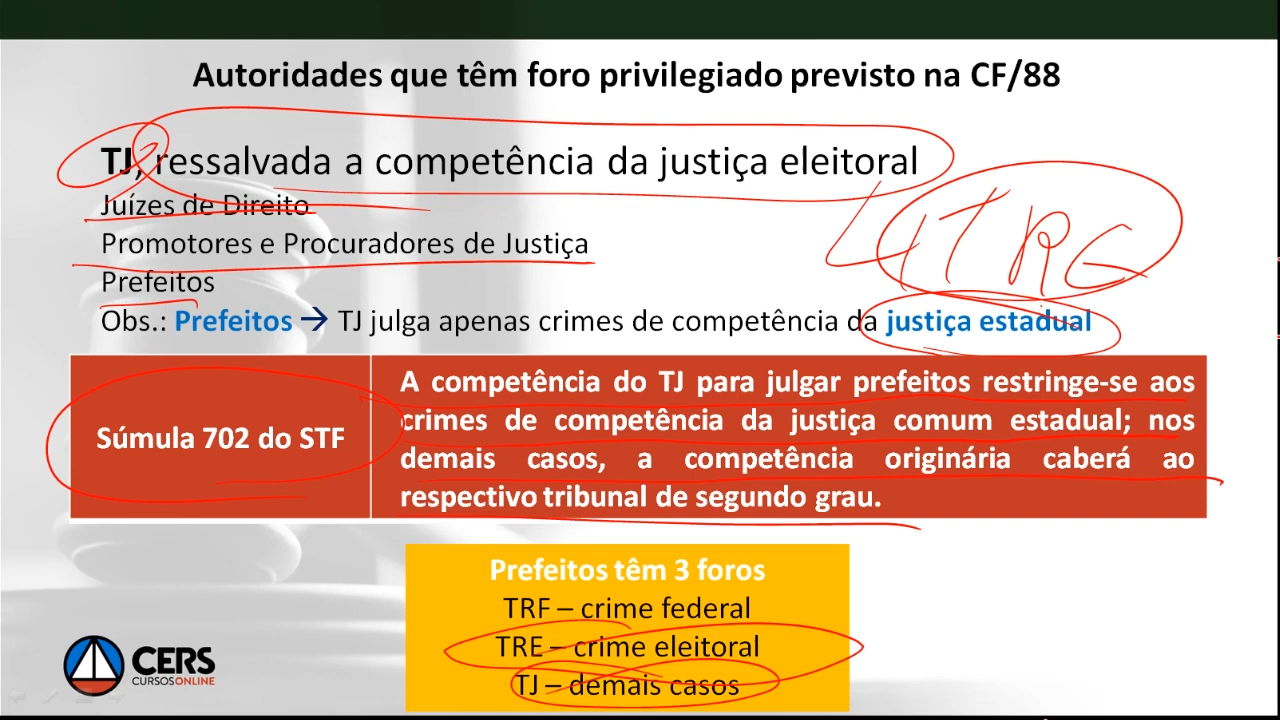 Autoridades que têm foro privilegiado previsto na CF/88
TJ, ressalvada a competência da justiça eleitoral
Juízes de Direito
Promotores e Procuradores de Justiça
Prefeitos
Obs.: Prefeitos → TJ julga apenas crimes de competência da justiça estadual
TRE
Súmula 702 do STF
A competência do TJ para julgar prefeitos restringe-se aos
crimes de competência da justiça comum estadual; nos
demais casos, a competência originária caberá ao
respectivo tribunal de segundo grau.
Prefeitos têm 3 foros
TRF – crime federal
TRE – crime eleitoral
TJ – demais casos
CERS
CURSOS ONLINE